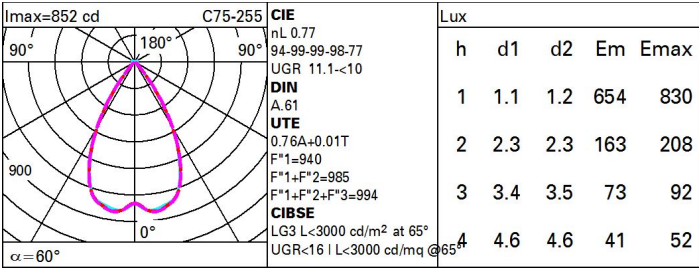 Imax=852 cd C75-255
90° 180° 90°
900
0°
α=60°
CIE
nL 0.77
94-99-99-98-77
UGR 11.1-<10
DIN
A.61
UTE
0.76A+0.01T
F"1=940
F"1+F"2=985
F"1+F"2+F"3=994
CIBSE
LG3 L<3000 cd/m² at 65°
UGR<16 | L<3000 cd/mq @65°
Lux
h d1 d2 Em Emax
1 1.1 1.2 654 830
2 2.3 2.3 163 208
3 3.4 3.5 73 92
4 4.6 4.6 41 52